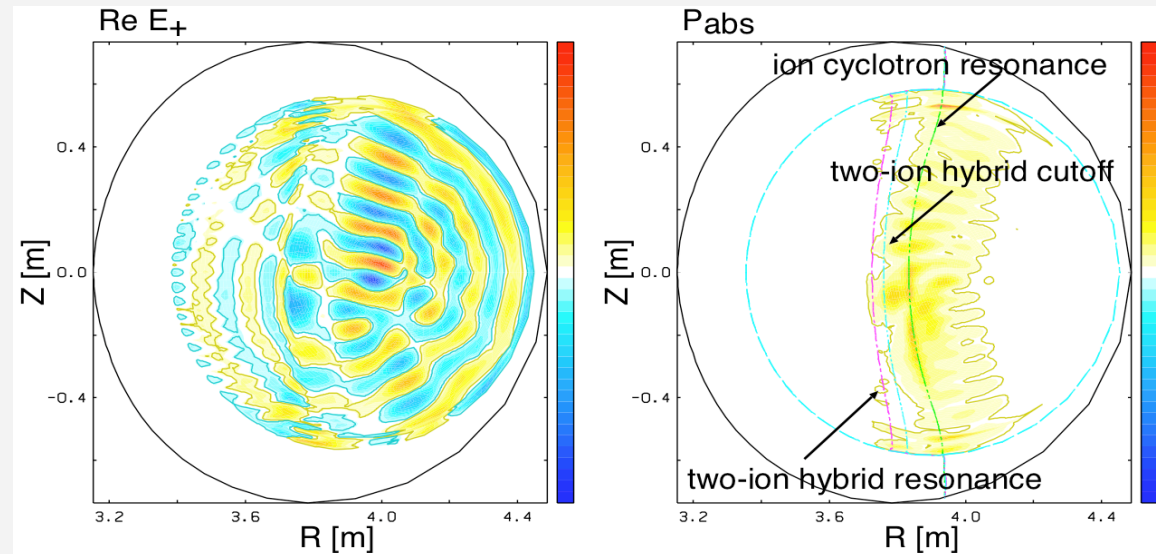 Re E+
Z [m]
0.4
0.0
-0.4
3.2 3.6 4.0 4.4
R [m]
Pabs
ion cyclotron resonance
two-ion hybrid cutoff
two-ion hybrid resonance
Z [m]
0.4
0.0
-0.4
3.2 3.6 4.0 4.4
R [m]